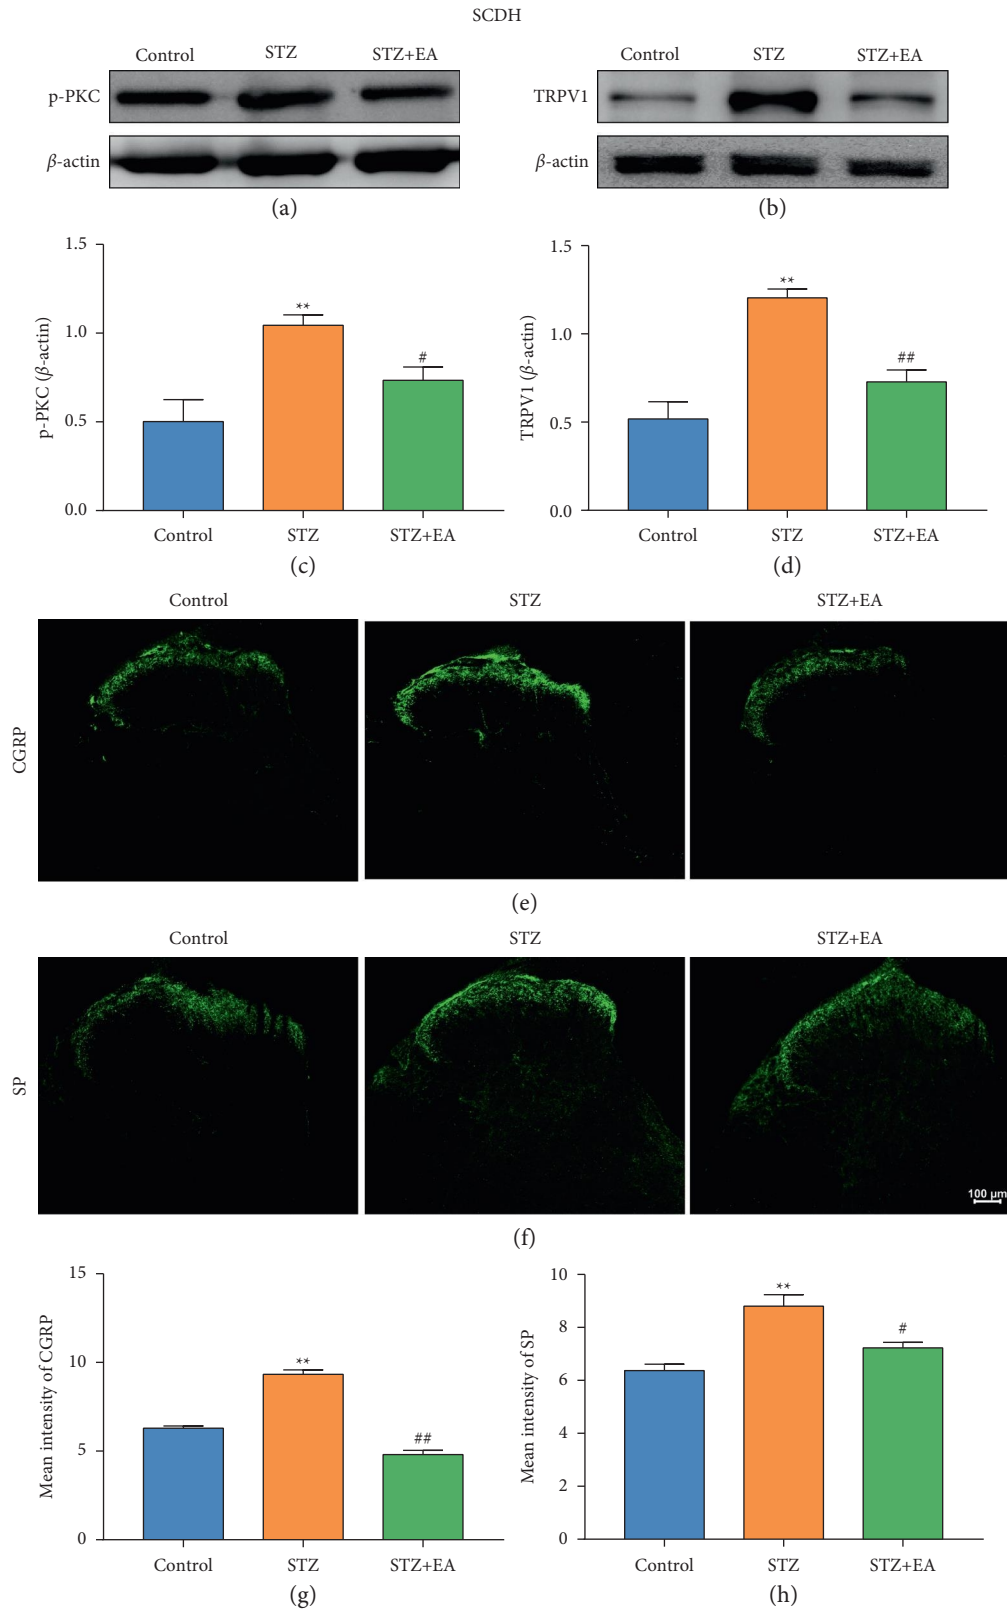 SCDH
Control STZ STZ+EA
p-PKC
β-actin
(a)
Control STZ STZ+EA
TRPV1
β-actin
(b)
1.5
1.0
0.5
0.0
p-PKC (β-actin)
**
#
Control STZ STZ+EA
(c)
1.5
1.0
0.5
0.0
TRPV1 (β-actin)
**
##
Control STZ STZ+EA
(d)
Control STZ STZ+EA
CGRP
(e)
Control STZ STZ+EA
SP
100 μm
(f)
15
10
5
0
Mean intensity of CGRP
**
##
Control STZ STZ+EA
(g)
10
8
6
4
2
0
Mean intensity of SP
**
#
Control STZ STZ+EA
(h)